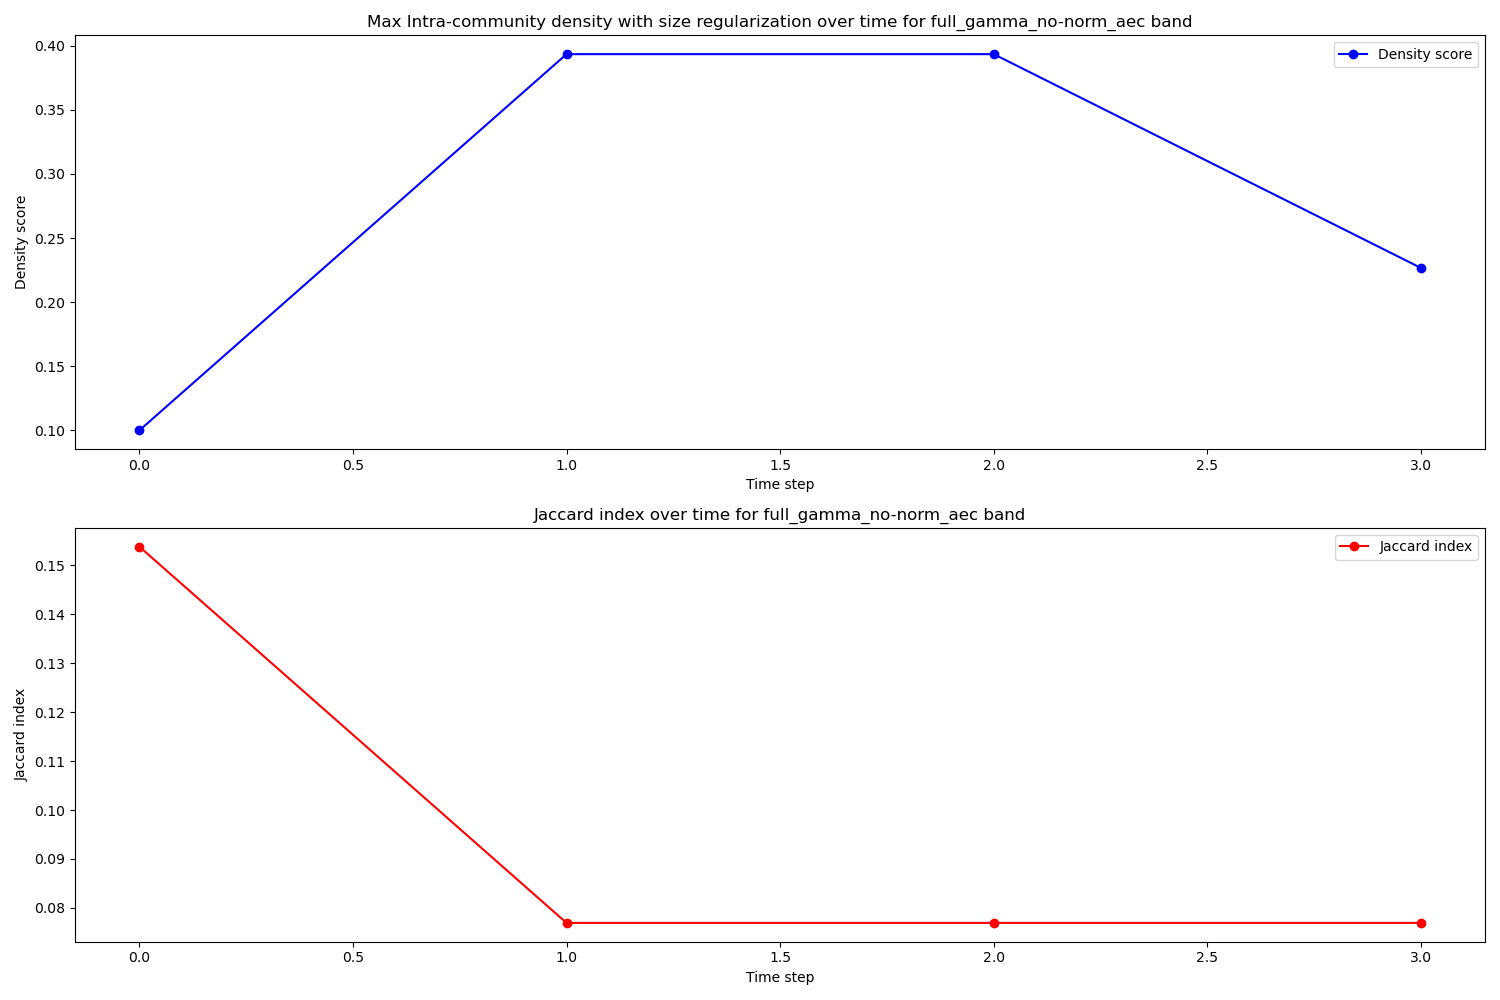 Max Intra-community density with size regularization over time for full_gamma_no-norm_aec band
Density score
0.40
0.35
0.30
0.25
0.20
0.15
0.10
Density score
0.0 0.5 1.0 1.5 2.0 2.5 3.0
Time step
Jaccard index over time for full_gamma_no-norm_aec band
Jaccard index
0.15
0.14
0.13
0.12
0.11
0.10
0.09
0.08
Jaccard index
0.0 0.5 1.0 1.5 2.0 2.5 3.0
Time step